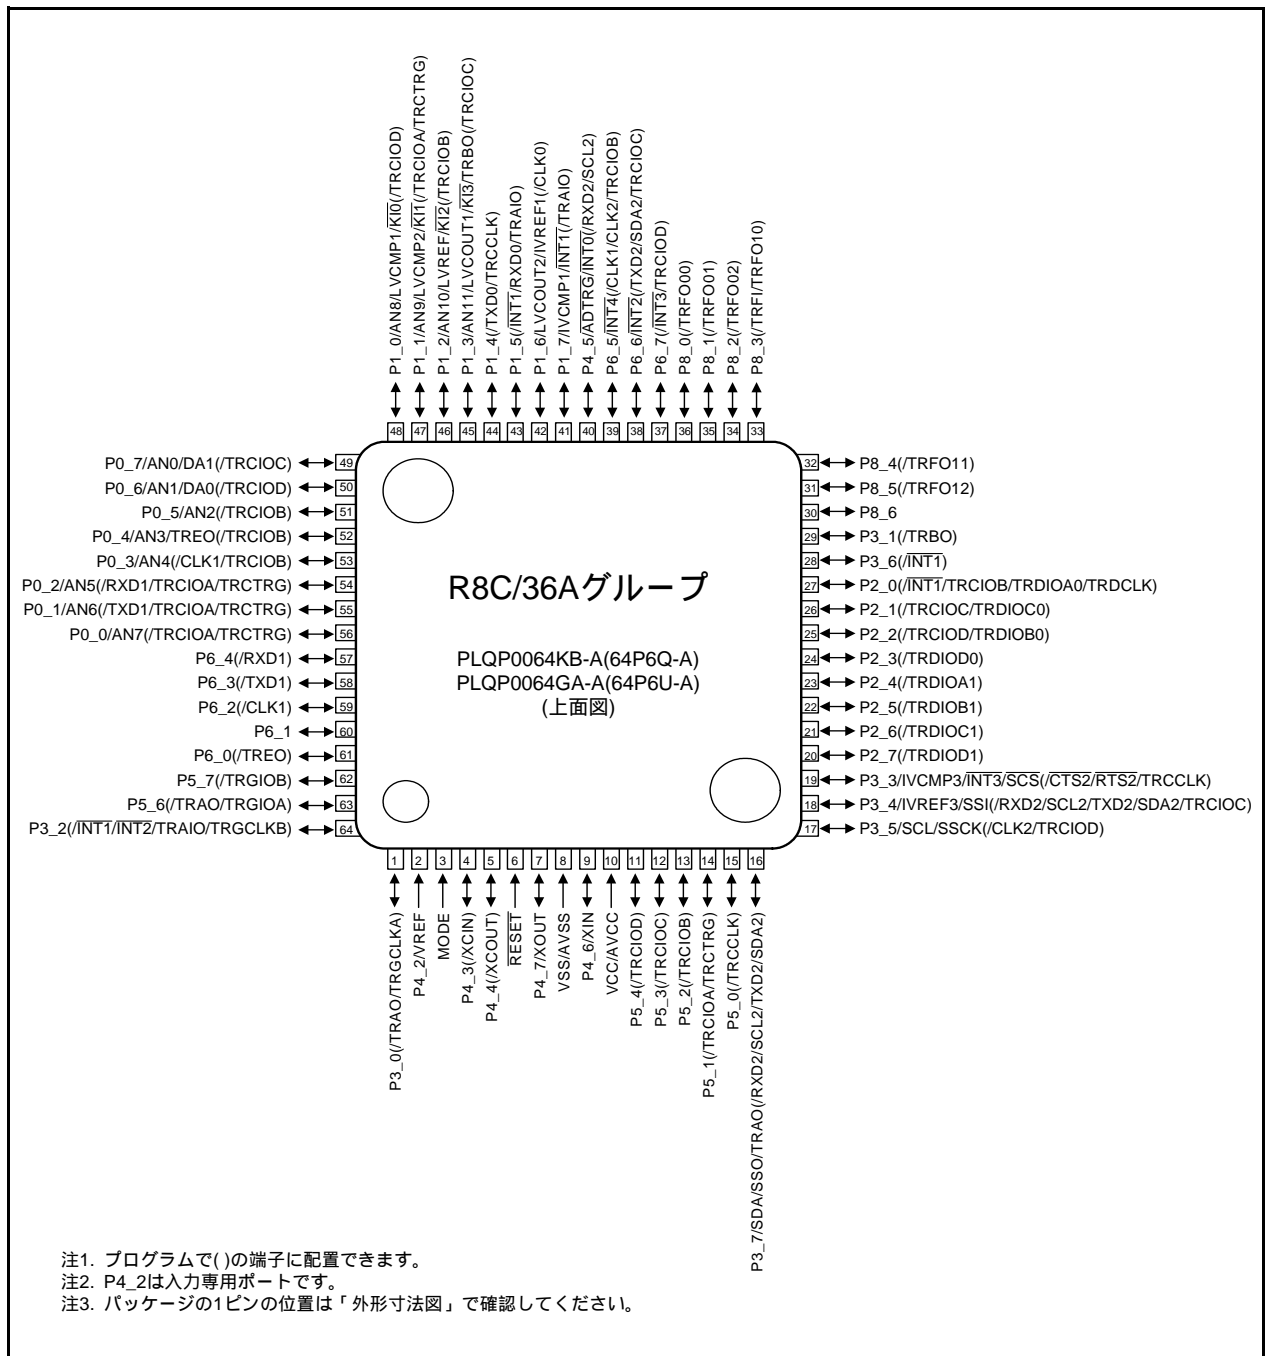 P1_0/AN8/LVCMP1/KI0(/TRCIOD)
P1_1/AN9/LVCMP2/KI1(/TRCIOA/TRCTRG)
P1_2/AN10/LVREF/KI2(/TRCIOB)
P1_3/AN11/LVCOUT1/KI3/TRBO(/TRCIOC)
P1_4(/TXD0/TRCCLK)
P1_5(/INT1/RXD0/TRAIO)
P1_6/LVCOUT2/IVREF1(/CLK0)
P1_7/IVCMP1/INT1(/TRAIO)
P4_5/ADTRG/INT0(/RXD2/SCL2)
P6_5/INT4(/CLK1/CLK2/TRCIOB)
P6_6/INT2(/TXD2/SDA2/TRCIOC)
P6_7(/INT3/TRCIOD)
P8_0(/TRFO00)
P8_1(/TRFO01)
P8_2(/TRFO02)
P8_3(/TRFI/TRFO10)
48 47 46 45 44 43 42 41 40 39 38 37 36 35 34 33
P0_7/AN0/DA1(/TRCIOC) 49
P0_6/AN1/DA0(/TRCIOD) 50
P0_5/AN2(/TRCIOB) 51
P0_4/AN3/TREO(/TRCIOB) 52
P0_3/AN4(/CLK1/TRCIOB) 53
P0_2/AN5(/RXD1/TRCIOA/TRCTRG) 54
P0_1/AN6(/TXD1/TRCIOA/TRCTRG) 55
P0_0/AN7(/TRCIOA/TRCTRG) 56
P6_4(/RXD1) 57
P6_3(/TXD1) 58
P6_2(/CLK1) 59
P6_1 60
P6_0(/TREO) 61
P5_7(/TRGIOB) 62
P5_6(/TRAO/TRGIOA) 63
P3_2(/INT1/INT2/TRAIO/TRGCLKB) 64
R8C/36Aグループ
PLQP0064KB-A(64P6Q-A)
PLQP0064GA-A(64P6U-A)
(上面図)
32 P8_4(/TRFO11)
31 P8_5(/TRFO12)
30 P8_6
29 P3_1(/TRBO)
28 P3_6(/INT1)
27 P2_0(/INT1/TRCIOB/TRDIOA0/TRDCLK)
26 P2_1(/TRCIOC/TRDIOC0)
25 P2_2(/TRCIOD/TRDIOB0)
24 P2_3(/TRDIOD0)
23 P2_4(/TRDIOA1)
22 P2_5(/TRDIOB1)
21 P2_6(/TRDIOC1)
20 P2_7(/TRDIOD1)
19 P3_3/IVCMP3/INT3/SCS(/CTS2/RTS2/TRCCLK)
18 P3_4/IVREF3/SSI(/RXD2/SCL2/TXD2/SDA2/TRCIOC)
17 P3_5/SCL/SSCK(/CLK2/TRCIOD)
1 2 3 4 5 6 7 8 9 10 11 12 13 14 15 16
P3_0(/TRAO/TRGCLKA)
P4_2/VREF
MODE
P4_3(/XCIN)
P4_4(/XCOUT)
RESET
P4_7/XOUT
VSS/AVSS
P4_6/XIN
VCC/AVCC
P5_4(/TRCIOD)
P5_3(/TRCIOC)
P5_2(/TRCIOB)
P5_1(/TRCIOA/TRCTRG)
P5_0(/TRCCLK)
P3_7/SDA/SSO/TRAO(/RXD2/SCL2/TXD2/SDA2)
注1. プログラムで( )の端子に配置できます。
注2. P4_2は入力専用ポートです。
注3. パッケージの1ピンの位置は「外形寸法図」で確認してください。